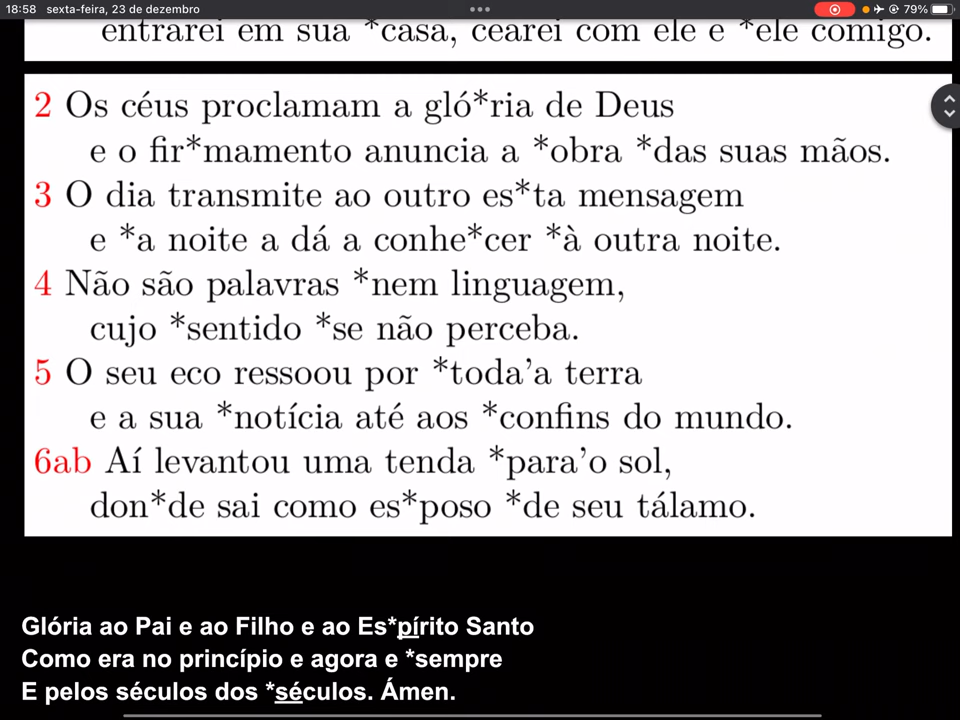 18:58 sexta-feira, 23 de dezembro
79%
entrarei em sua *casa, cearei com ele e *ele comigo.
2 Os céus proclamam a gló*ria de Deus
e o fir*mamento anuncia a *obra *das suas mãos.
3 O dia transmite ao outro es*ta mensagem
e *a noite a dá a conhe*cer *à outra noite.
4 Não são palavras *nem linguagem,
cujo *sentido *se não perceba.
5 O seu eco ressoou por *toda'a terra
e a sua *notícia até aos *confins do mundo.
6ab Aí levantou uma tenda *para'o sol,
don*de sai como es*poso *de seu tálamo.
Glória ao Pai e ao Filho e ao Es*pírito Santo
Como era no princípio e agora e *sempre
E pelos séculos dos *séculos. Ámen.